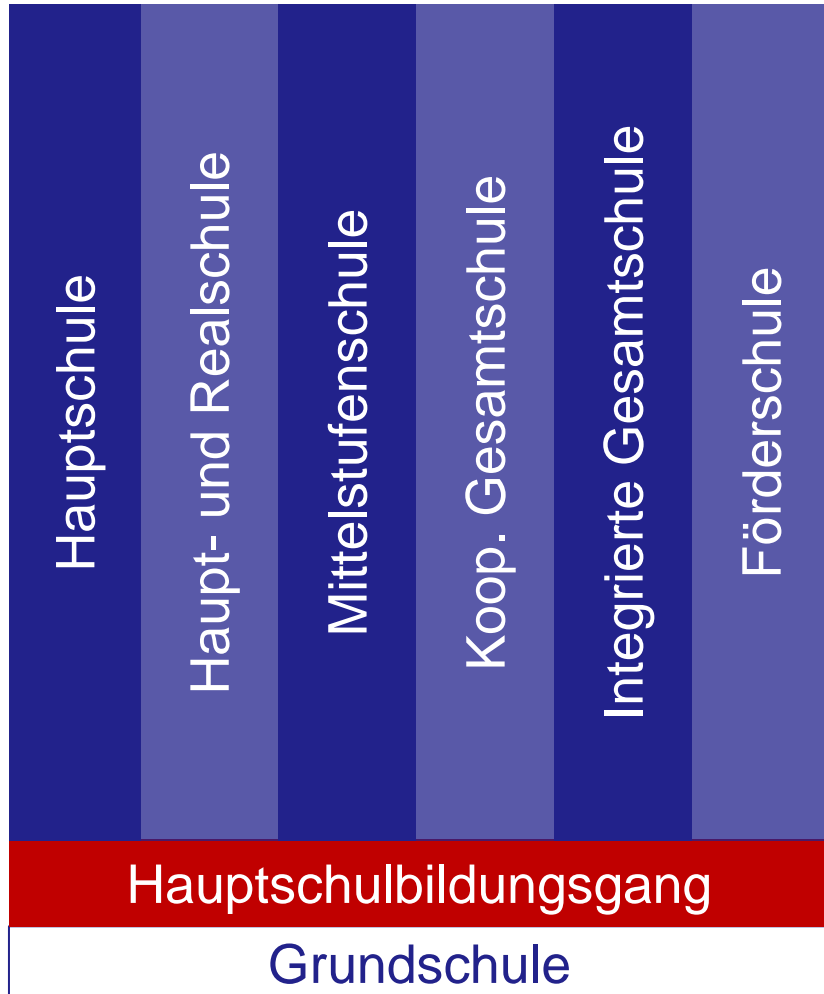 Hauptschule
Haupt- und Realschule
Mittelstufenschule
Koop. Gesamtschule
Integrierte Gesamtschule
Förderschule
Hauptschulbildungsgang
Grundschule